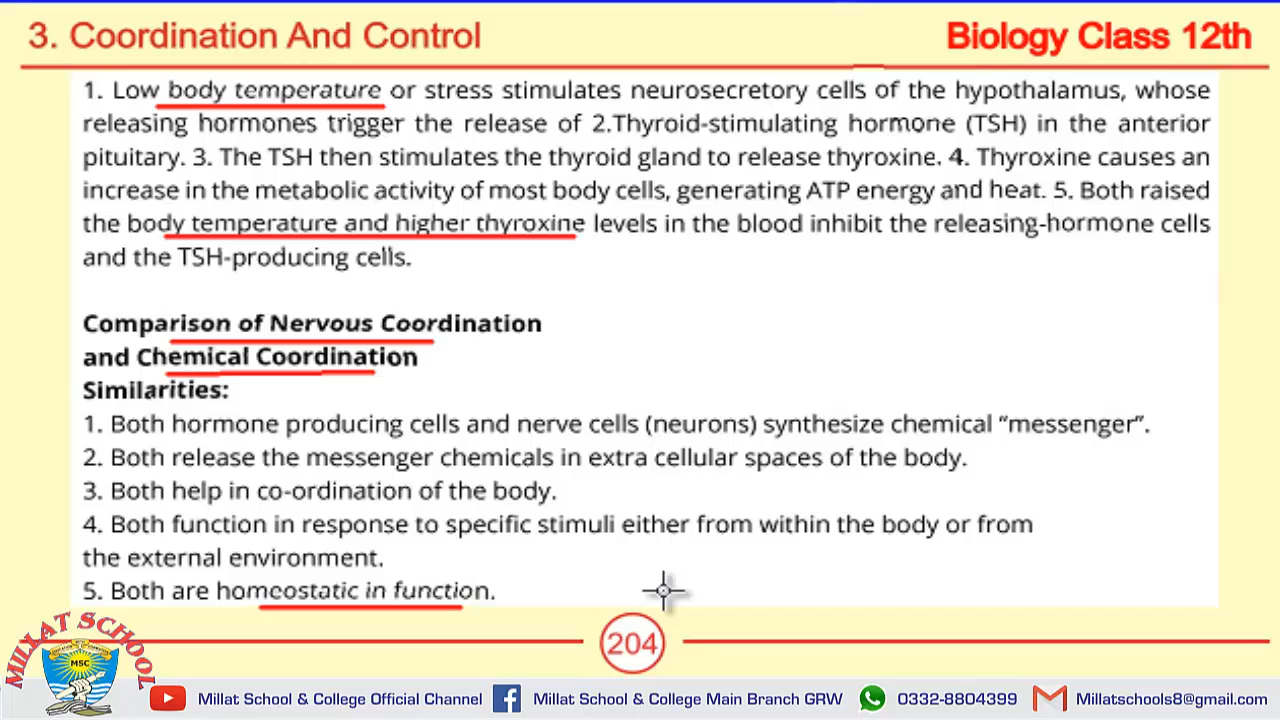 3. Coordination And Control
Biology Class 12th
1. Low body temperature or stress stimulates neurosecretory cells of the hypothalamus, whose
releasing hormones trigger the release of 2.Thyroid-stimulating hormone (TSH) in the anterior
pituitary. 3. The TSH then stimulates the thyroid gland to release thyroxine. 4. Thyroxine causes an
increase in the metabolic activity of most body cells, generating ATP energy and heat. 5. Both raised
the body temperature and higher thyroxine levels in the blood inhibit the releasing-hormone cells
and the TSH-producing cells.
Comparison of Nervous Coordination
and Chemical Coordination
Similarities:
1. Both hormone producing cells and nerve cells (neurons) synthesize chemical “messenger”.
2. Both release the messenger chemicals in extra cellular spaces of the body.
3. Both help in co-ordination of the body.
4. Both function in response to specific stimuli either from within the body or from
the external environment.
5. Both are homeostatic in function.
204
MILLAT SCHOOL
MSC
Millat School & College Official Channel
Millat School & College Main Branch GRW
0332-8804399
Millatschools8@gmail.com